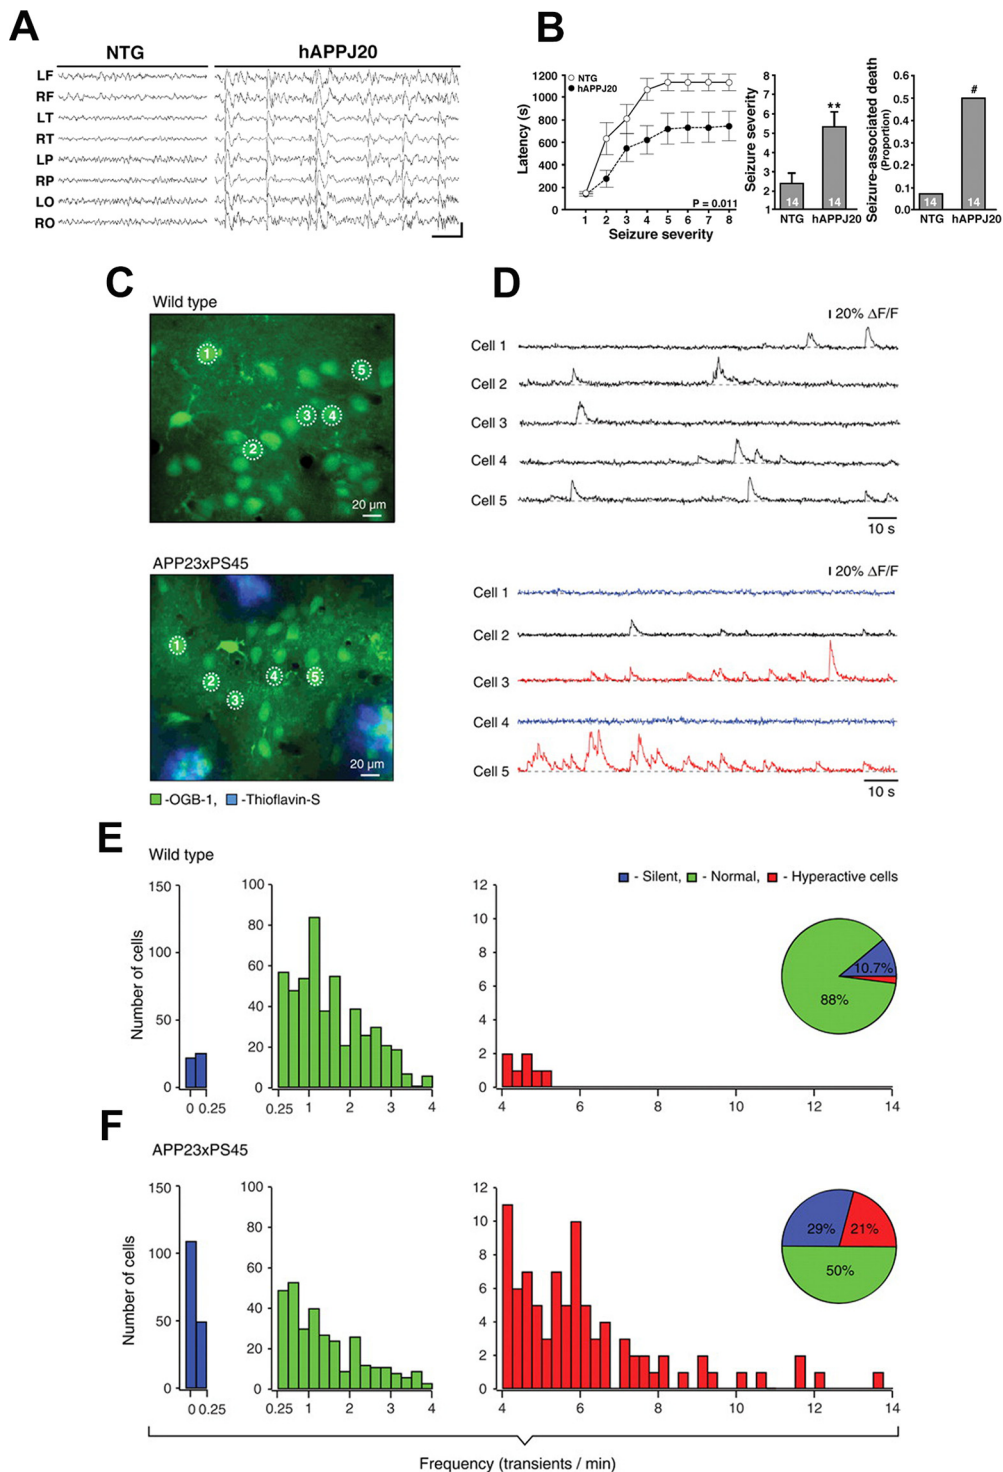 A
NTG hAPPJ20
LF
RF
LT
RT
LP
RP
LO
RO
B
NTG
hAPPJ20
Latency (s)
1200
1000
800
600
400
200
0
1 2 3 4 5 6 7 8
P = 0.011
Seizure severity
Seizure severity
8
7
6
5
4
3
2
1
**
14 14
NTG hAPPJ20
Seizure-associated death
(Proportion)
0.6
0.5
0.4
0.3
0.2
0.1
0.0
#
14 14
NTG hAPPJ20
C
Wild type
1
5
3 4
2
20 µm
APP23xPS45
1
2
3
4
5
20 µm
-OGB-1, -Thioflavin-S
D
20% ΔF/F
Cell 1
Cell 2
Cell 3
Cell 4
Cell 5
10 s
20% ΔF/F
Cell 1
Cell 2
Cell 3
Cell 4
Cell 5
10 s
E
Wild type
- Silent, - Normal, - Hyperactive cells
Number of cells
150
100
50
0
0 0.25
100
80
60
40
20
0
0.25 1 2 3 4
12
10
8
6
4
2
0
4 6 8 10 12 14
10.7%
88%
F
APP23xPS45
Number of cells
150
100
50
0
0 0.25
100
80
60
40
20
0
0.25 1 2 3 4
12
10
8
6
4
2
0
4 6 8 10 12 14
29% 21%
50%
Frequency (transients / min)